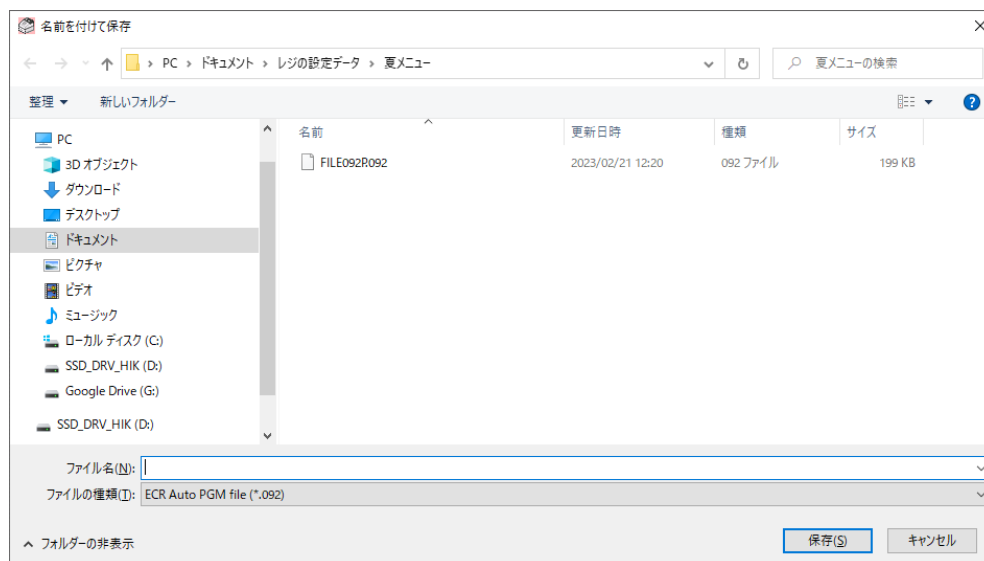 名前を付けて保存
PC › ドキュメント › レジの設定データ › 夏メニュー
夏メニューの検索
整理 新しいフォルダー
名前 更新日時 種類 サイズ
FILE092P.092 2023/02/21 12:20 092 ファイル 199 KB
PC
3D オブジェクト
ダウンロード
デスクトップ
ドキュメント
ピクチャ
ビデオ
ミュージック
ローカル ディスク (C:)
SSD_DRV_HIK (D:)
Google Drive (G:)
SSD_DRV_HIK (D:)
ファイル名(N):
ファイルの種類(T): ECR Auto PGM file (*.092)
フォルダーの非表示 保存(S) キャンセル